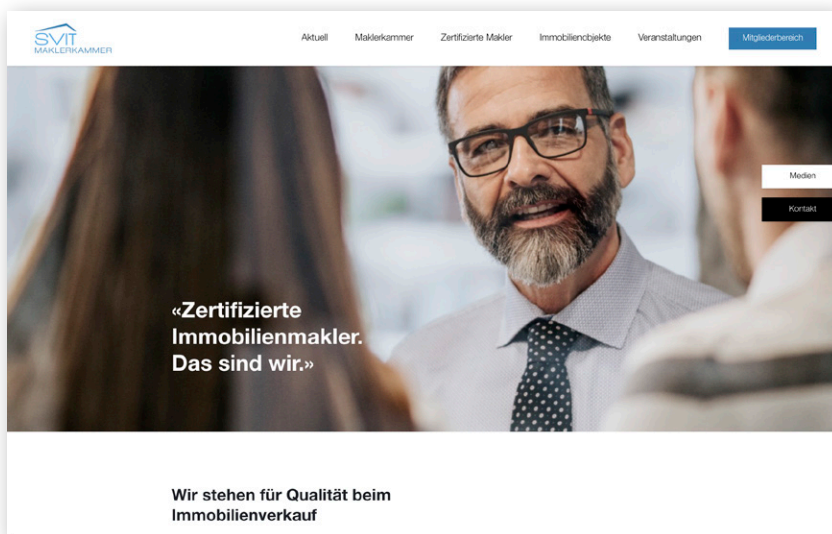 SVIT
MAKLERKAMMER
Aktuell
Maklerkammer
Zertifizierte Makler
Immobilienobjekte
Veranstaltungen
Mitgliederbereich
Medien
Kontakt
«Zertifizierte
Immobilienmakler.
Das sind wir.»
Wir stehen für Qualität beim
Immobilienverkauf